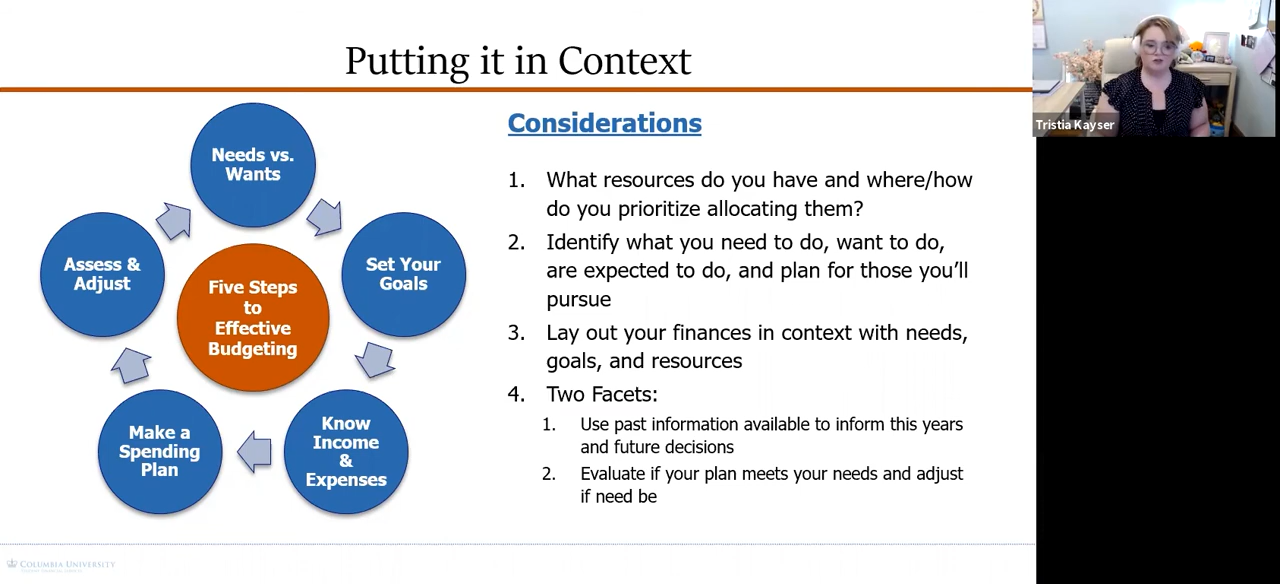 Putting it in Context
Needs vs.
Wants
Set Your
Goals
Know
Income
&
Expenses
Make a
Spending
Plan
Assess &
Adjust
Five Steps
to
Effective
Budgeting
Considerations
1. What resources do you have and where/how
do you prioritize allocating them?
2. Identify what you need to do, want to do,
are expected to do, and plan for those you'll
pursue
3. Lay out your finances in context with needs,
goals, and resources
4. Two Facets:
1. Use past information available to inform this years
and future decisions
2. Evaluate if your plan meets your needs and adjust
if need be
Tristia Kayser
COLUMBIA UNIVERSITY